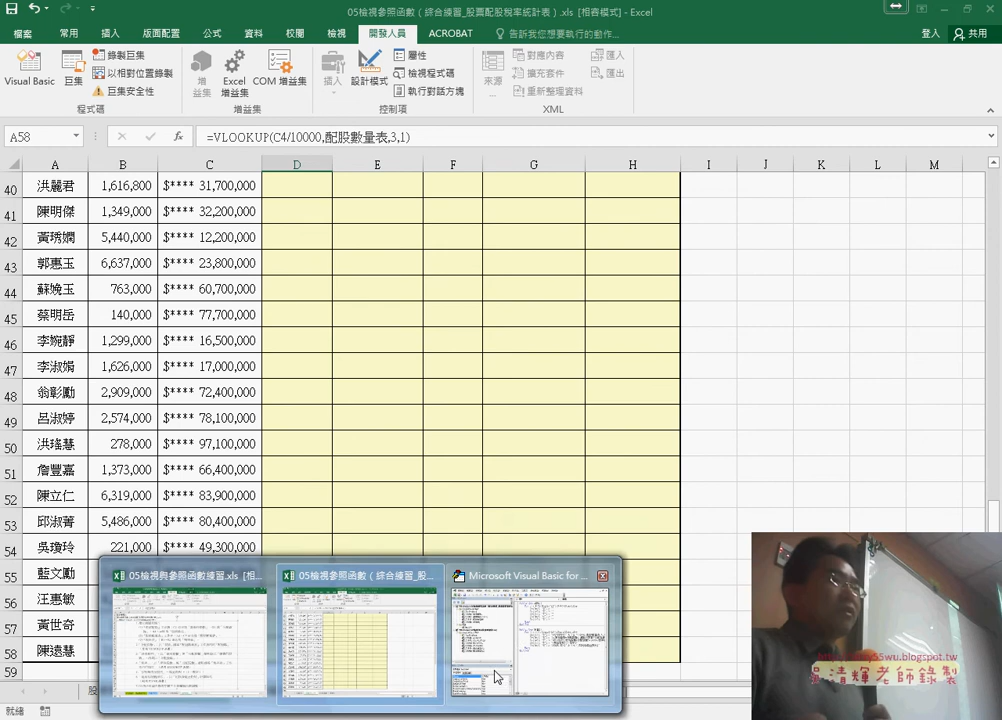 05檢視參照函數（綜合練習_股票配股稅率統計表）.xls [相容模式] - Excel
檔案 常用 插入 版面配置 公式 資料 校閱 檢視 開發人員 ACROBAT 告訴我您想要執行的動作... 登入 共用
Visual Basic 巨集 錄製巨集 以相對位置錄製 巨集安全性
增益集 Excel 增益集 COM 增益集
插入 設計模式 屬性 檢視程式碼 執行對話方塊
來源 對應內容 擴充套件 重新整理資料 匯入 匯出
程式碼 增益集 控制項 XML
A58 fx =VLOOKUP(C4/10000,配股數量表,3,1)
A B C D E F G H I J K L M
40 洪麗君 1,616,800 $**** 31,700,000
41 陳明傑 1,349,000 $**** 32,200,000
42 黃琇嫻 5,440,000 $**** 12,200,000
43 郭惠玉 6,637,000 $**** 23,800,000
44 蘇婉玉 763,000 $**** 60,700,000
45 蔡明岳 140,000 $**** 77,700,000
46 李婉靜 1,299,000 $**** 16,500,000
47 李淑娟 1,626,000 $**** 17,000,000
48 翁彰勵 2,909,000 $**** 72,400,000
49 呂淑婷 2,574,000 $**** 78,100,000
50 洪瑤慧 278,000 $**** 97,100,000
51 詹豐嘉 1,373,000 $**** 66,400,000
52 陳立仁 6,319,000 $**** 83,900,000
53 邱淑菁 5,486,000 $**** 80,400,000
54 吳瓊玲 221,000 $**** 49,300,000
55 藍文勵
56 汪惠敏
57 黃世奇
58 陳遠慧
59
05檢視與參照函數練習.xls [相... 05檢視參照函數（綜合練習_股... Microsoft Visual Basic for ...
吳清輝老師錄製
就緒